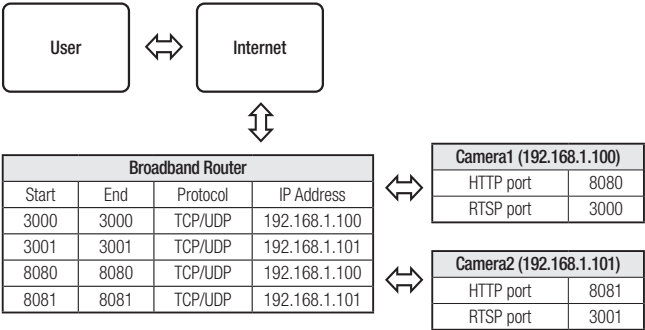 User
Internet
Broadband Router
Start End Protocol IP Address
3000 3000 TCP/UDP 192.168.1.100
3001 3001 TCP/UDP 192.168.1.101
8080 8080 TCP/UDP 192.168.1.100
8081 8081 TCP/UDP 192.168.1.101
Camera1 (192.168.1.100)
HTTP port 8080
RTSP port 3000
Camera2 (192.168.1.101)
HTTP port 8081
RTSP port 3001